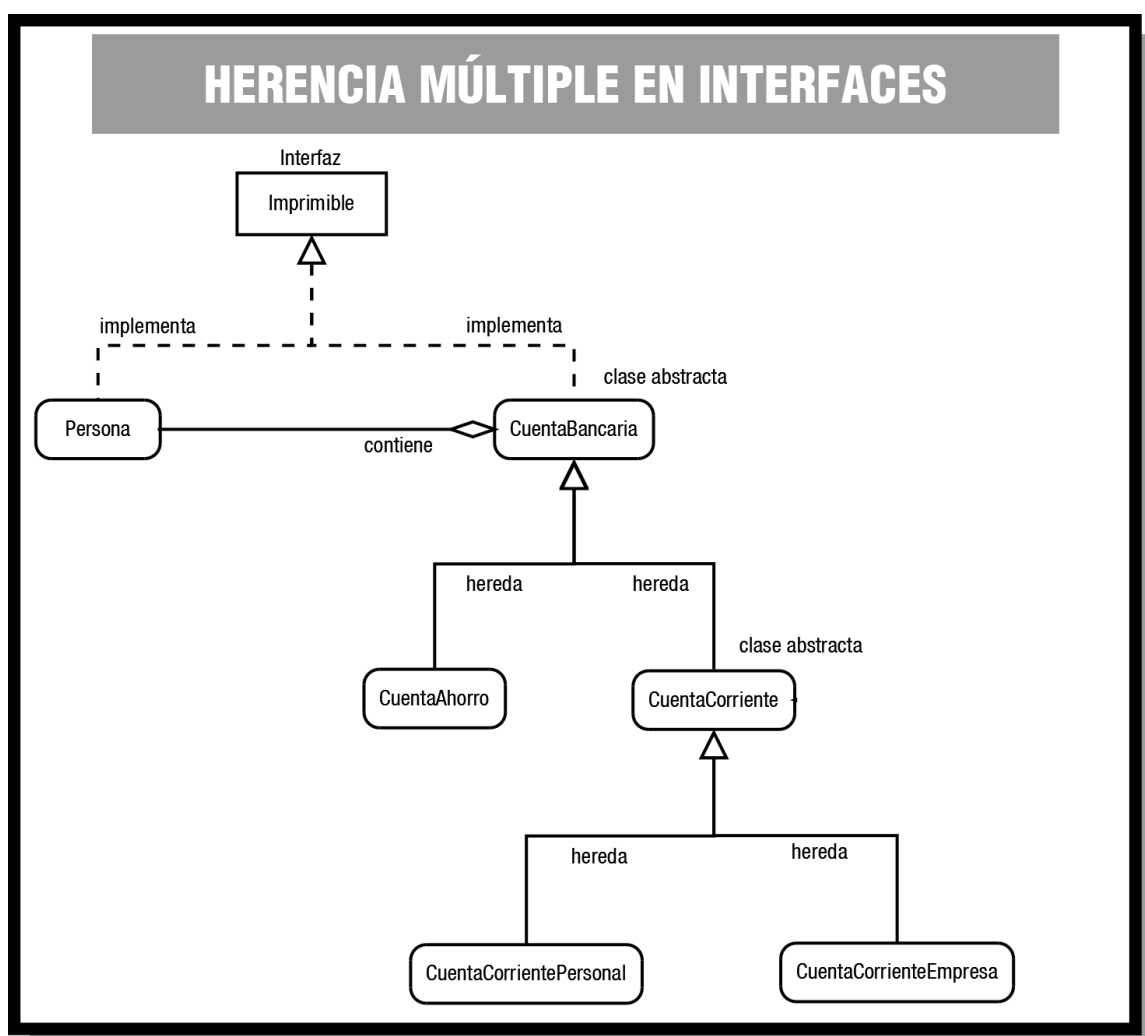 HERENCIA MÚLTIPLE EN INTERFACES
Interfaz
Imprimible
implementa
implementa
clase abstracta
Persona
CuentaBancaria
contiene
hereda
hereda
clase abstracta
CuentaAhorro
CuentaCorriente
hereda
hereda
CuentaCorrientePersonal
CuentaCorrienteEmpresa